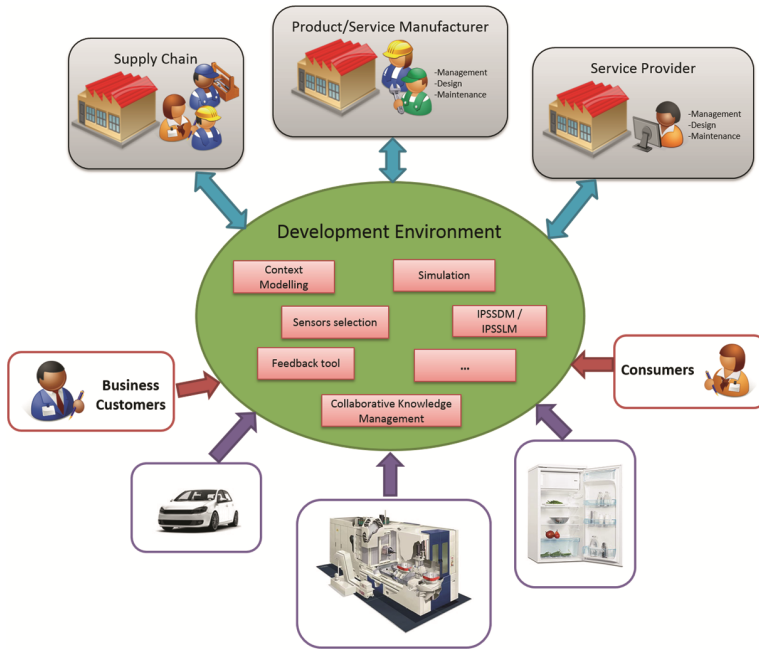 Product/Service Manufacturer
-Management
-Design
-Maintenance
Supply Chain
Service Provider
-Management
-Design
-Maintenance
Development Environment
Context
Modelling
Simulation
Sensors selection
IPSSDM /
IPSSLM
Feedback tool
...
Collaborative Knowledge
Management
Business
Customers
Consumers